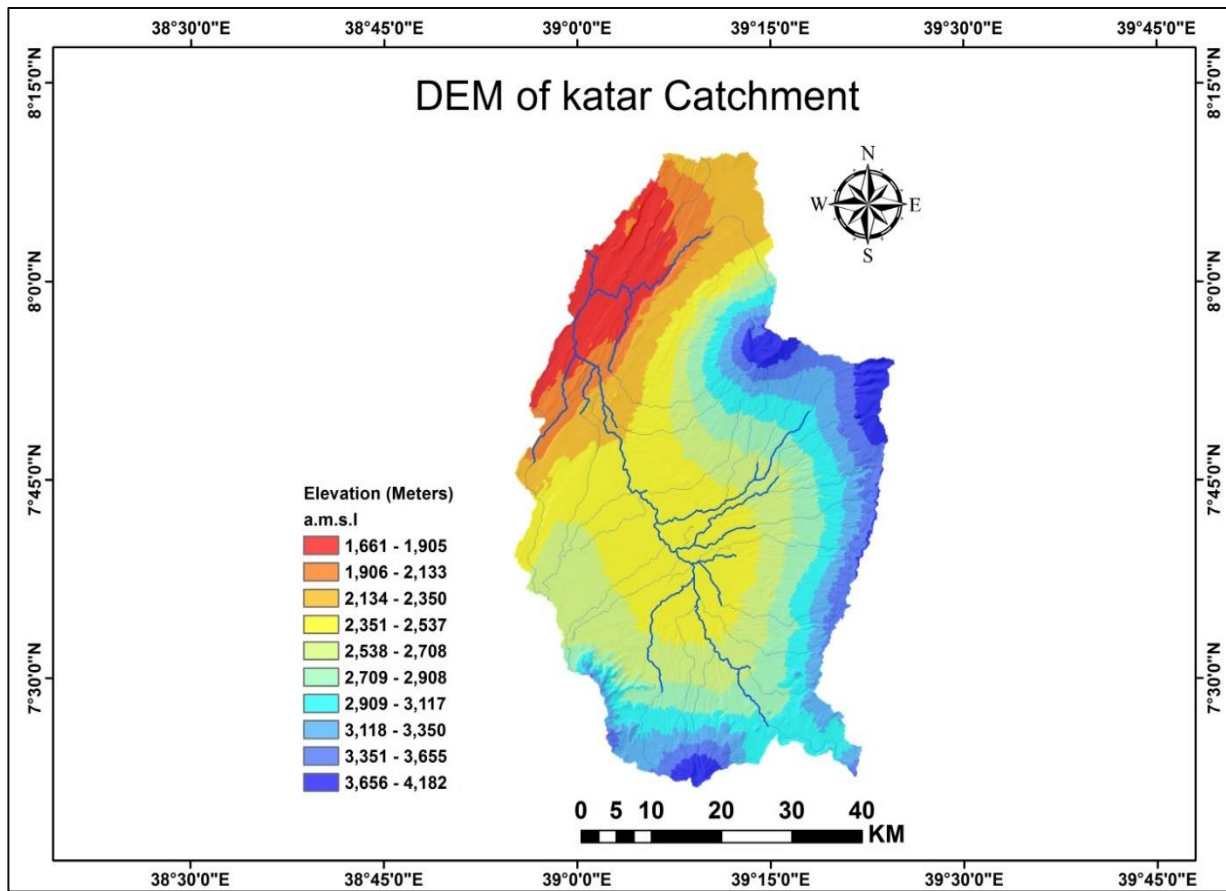 38°30'0"E 38°45'0"E 39°0'0"E 39°15'0"E 39°30'0"E 39°45'0"E
8°15'0"N 8°15'0"N
DEM of katar Catchment
N
W E
S
8°0'0"N 8°0'0"N
7°45'0"N 7°45'0"N
Elevation (Meters)
a.m.s.l
1,661 - 1,905
1,906 - 2,133
2,134 - 2,350
2,351 - 2,537
2,538 - 2,708
2,709 - 2,908
2,909 - 3,117
3,118 - 3,350
3,351 - 3,655
3,656 - 4,182
7°30'0"N 7°30'0"N
0 5 10 20 30 40
KM
38°30'0"E 38°45'0"E 39°0'0"E 39°15'0"E 39°30'0"E 39°45'0"E